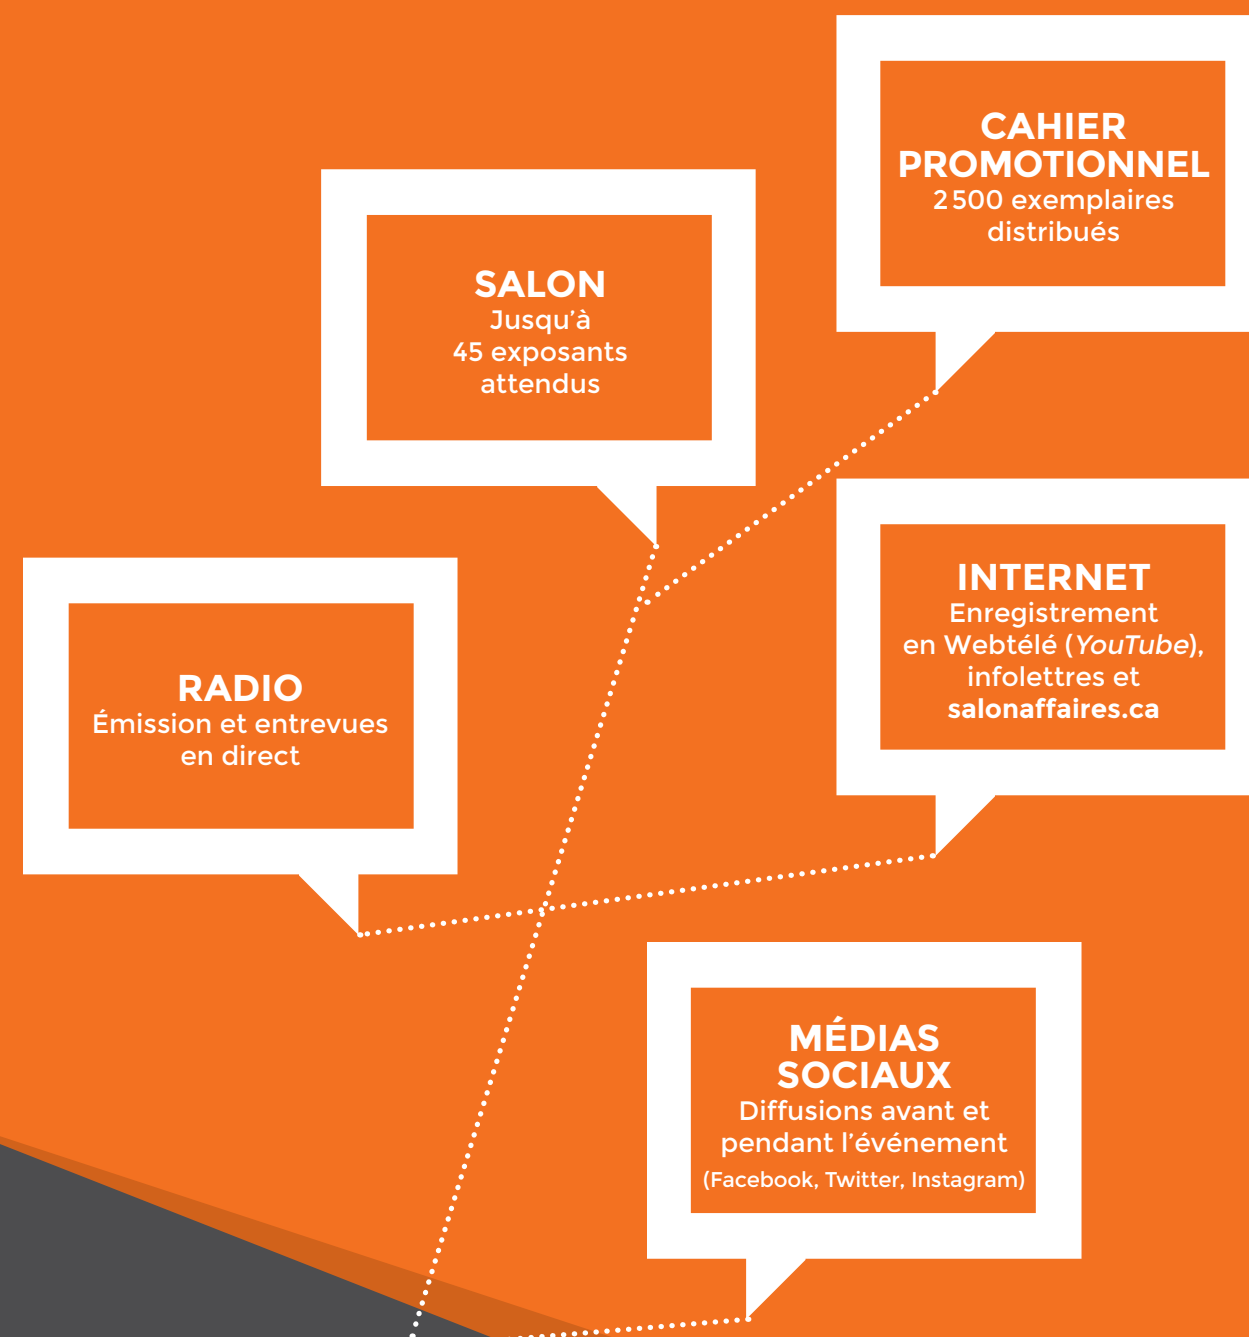 CAHIER
PROMOTIONNEL
2 500 exemplaires
distribués
SALON
Jusqu’à
45 exposants
attendus
INTERNET
Enregistrement
en Webtélé (YouTube),
infolettres et
salonaffaires.ca
RADIO
Émission et entrevues
en direct
MÉDIAS
SOCIAUX
Diffusions avant et
pendant l’événement
(Facebook, Twitter, Instagram)